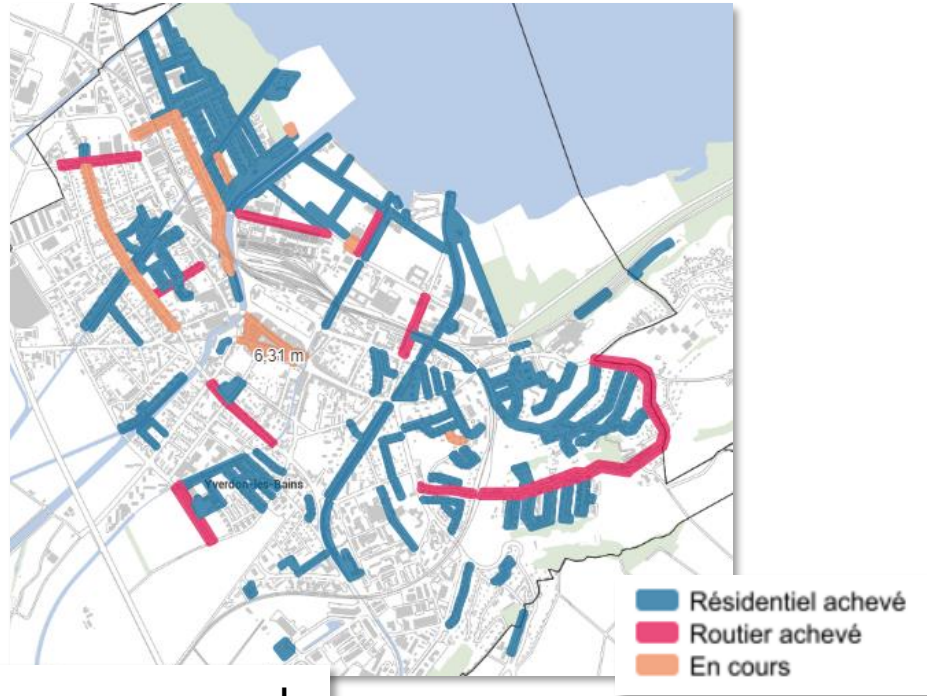 6,31 m
Yverdon-les-Bains
Résidentiel achevé
Routier achevé
En cours